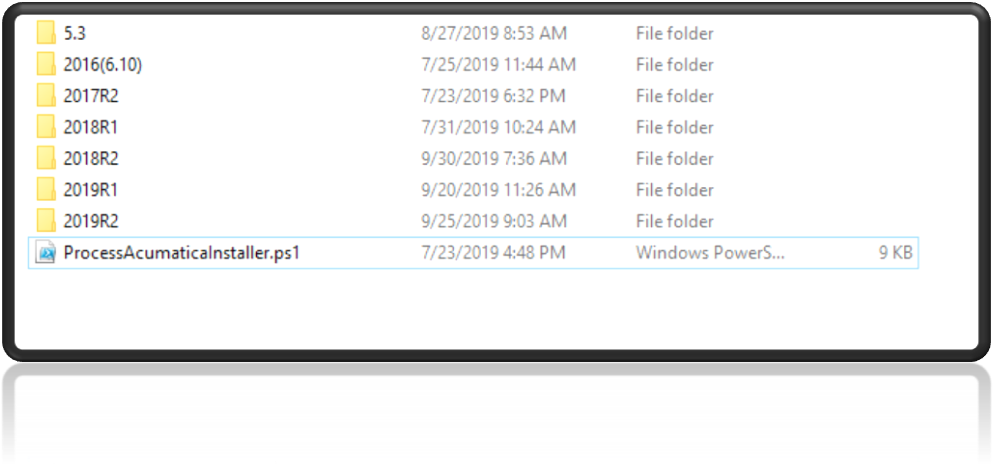 5.3 8/27/2019 8:53 AM File folder
2016(6.10) 7/25/2019 11:44 AM File folder
2017R2 7/23/2019 6:32 PM File folder
2018R1 7/31/2019 10:24 AM File folder
2018R2 9/30/2019 7:36 AM File folder
2019R1 9/20/2019 11:26 AM File folder
2019R2 9/25/2019 9:03 AM File folder
ProcessAcumaticaInstaller.ps1 7/23/2019 4:48 PM Windows PowerS... 9 KB